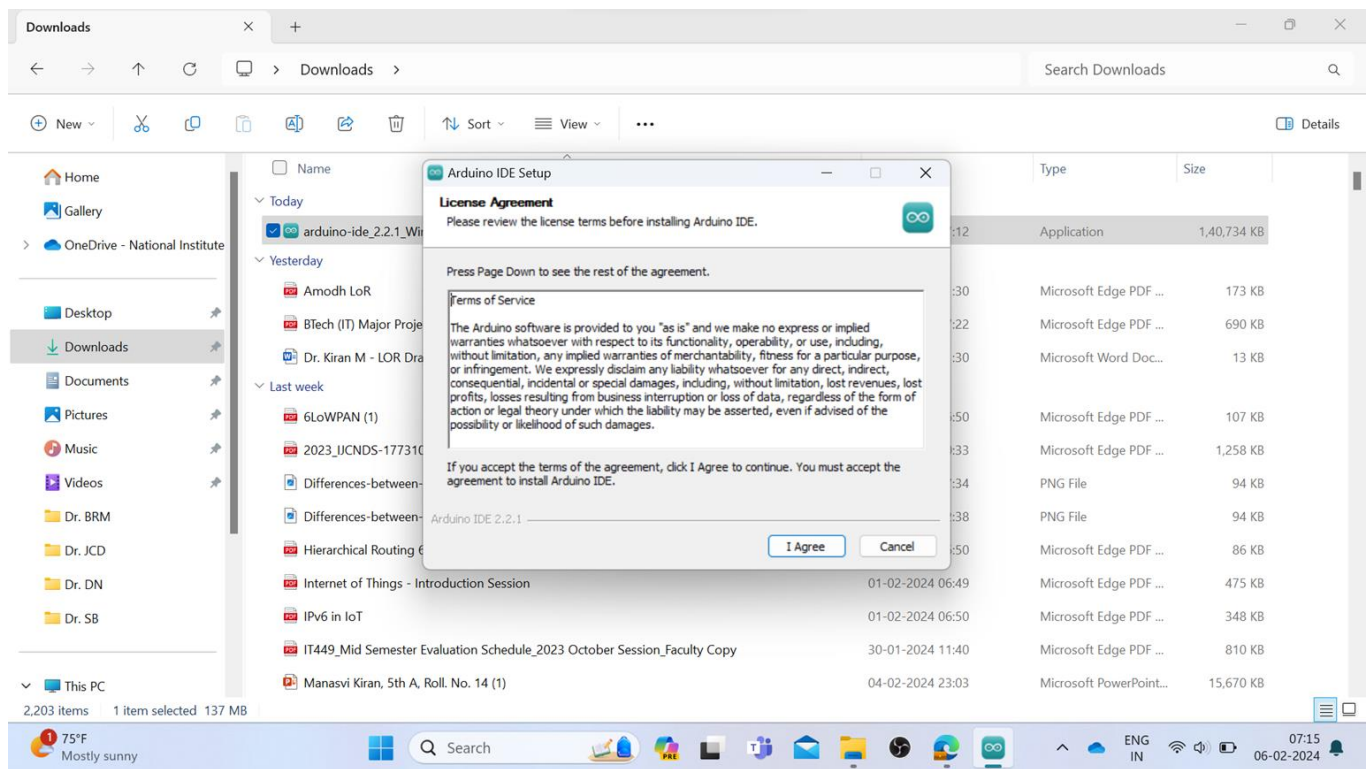 Downloads
Downloads
Search Downloads
New
Sort
View
Details
Home
Gallery
OneDrive - National Institute
Desktop
Downloads
Documents
Pictures
Music
Videos
Dr. BRM
Dr. JCD
Dr. DN
Dr. SB
This PC
Name Type Size
Today
arduino-ide_2.2.1_Wi :12 Application 1,40,734 KB
Yesterday
Amodh LoR :30 Microsoft Edge PDF ... 173 KB
BTech (IT) Major Proje :22 Microsoft Edge PDF ... 690 KB
Dr. Kiran M - LOR Dra :30 Microsoft Word Doc... 13 KB
Last week
6LoWPAN (1) :50 Microsoft Edge PDF ... 107 KB
2023_IJCNDS-177310 :33 Microsoft Edge PDF ... 1,258 KB
Differences-between- :34 PNG File 94 KB
Differences-between- :38 PNG File 94 KB
Hierarchical Routing 6 :50 Microsoft Edge PDF ... 86 KB
Internet of Things - Introduction Session 01-02-2024 06:49 Microsoft Edge PDF ... 475 KB
IPv6 in IoT 01-02-2024 06:50 Microsoft Edge PDF ... 348 KB
IT449_Mid Semester Evaluation Schedule_2023 October Session_Faculty Copy 30-01-2024 11:40 Microsoft Edge PDF ... 810 KB
Manasvi Kiran, 5th A, Roll. No. 14 (1) 04-02-2024 23:03 Microsoft PowerPoint... 15,670 KB
Arduino IDE Setup
License Agreement
Please review the license terms before installing Arduino IDE.
Press Page Down to see the rest of the agreement.
Terms of Service
The Arduino software is provided to you "as is" and we make no express or implied
warranties whatsoever with respect to its functionality, operability, or use, including,
without limitation, any implied warranties of merchantability, fitness for a particular purpose,
or infringement. We expressly disclaim any liability whatsoever for any direct, indirect,
consequential, incidental or special damages, including, without limitation, lost revenues, lost
profits, losses resulting from business interruption or loss of data, regardless of the form of
action or legal theory under which the liability may be asserted, even if advised of the
possibility or likelihood of such damages.
If you accept the terms of the agreement, click I Agree to continue. You must accept the
agreement to install Arduino IDE.
Arduino IDE 2.2.1
I Agree Cancel
2,203 items 1 item selected 137 MB
1
75°F
Mostly sunny
Search
PRE
ENG
IN
07:15
06-02-2024